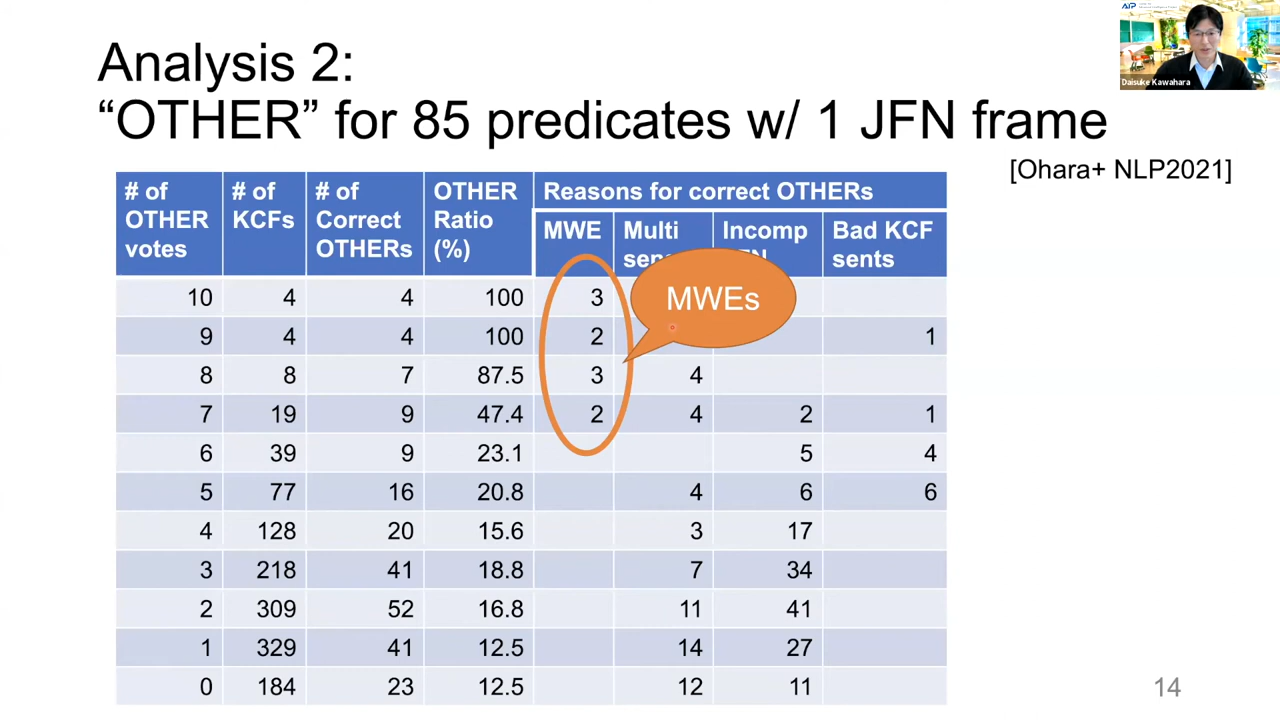 Analysis 2:
“OTHER” for 85 predicates w/ 1 JFN frame
[Ohara+ NLP2021]
AIP
Daisuke Kawahara
# of OTHER votes | # of KCFs | # of Correct OTHERs | OTHER Ratio (%) | Reasons for correct OTHERs
MWE | Multi | Incomp | Bad KCF sents
MWEs
10 4 4 100 3
9 4 4 100 2 1
8 8 7 87.5 3 4
7 19 9 47.4 2 4 2 1
6 39 9 23.1 5 4
5 77 16 20.8 4 6 6
4 128 20 15.6 3 17
3 218 41 18.8 7 34
2 309 52 16.8 11 41
1 329 41 12.5 14 27
0 184 23 12.5 12 11
14